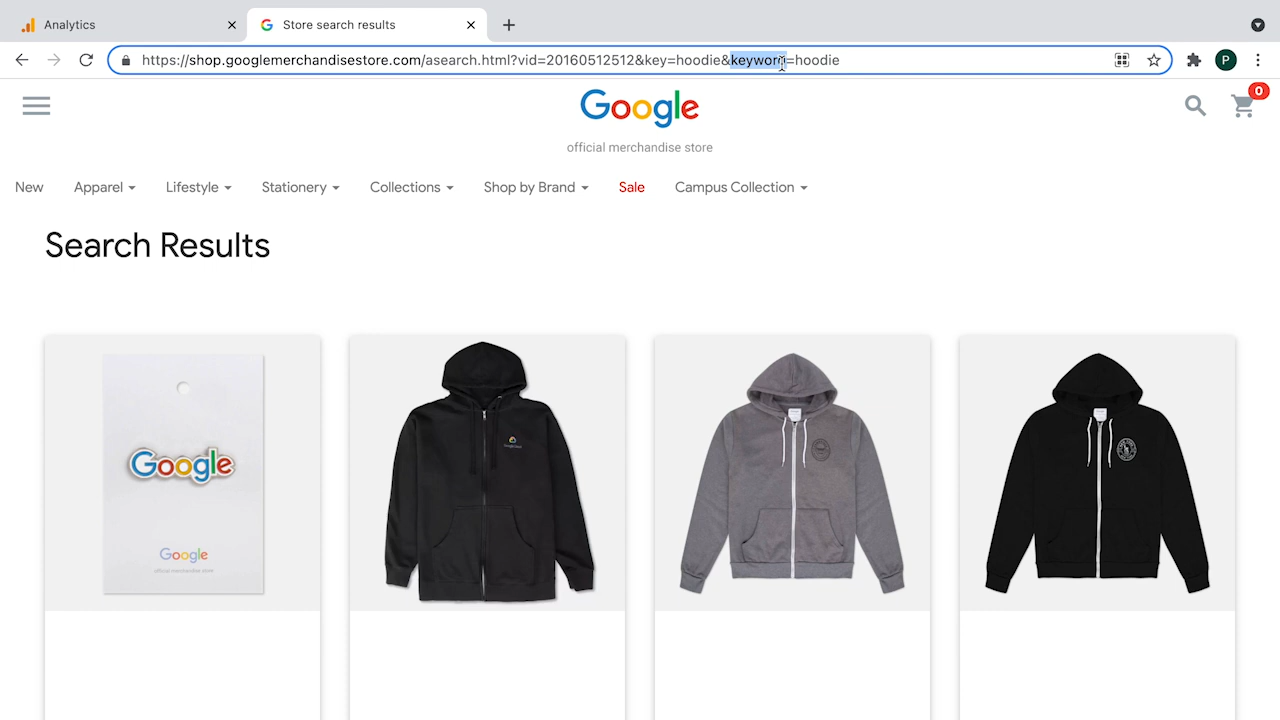 Analytics
Store search results
https://shop.googlemerchandisestore.com/asearch.html?vid=20160512512&key=hoodie&keyword=hoodie
P
Google
0
official merchandise store
New Apparel Lifestyle Stationery Collections Shop by Brand Sale Campus Collection
Search Results
Google
Google
official merchandise store